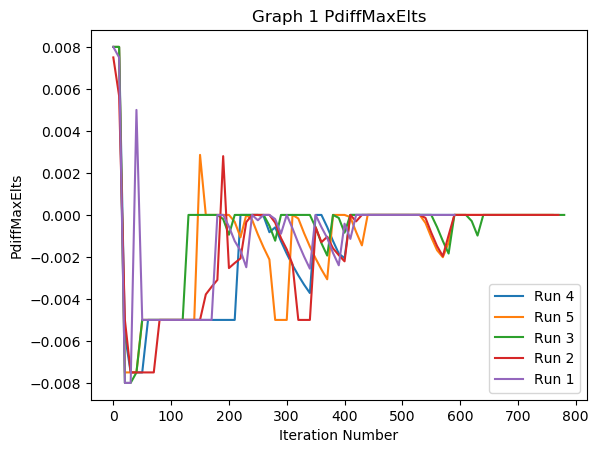 Graph 1 PdiffMaxElts
PdiffMaxElts
0.008
0.006
0.004
0.002
0.000
−0.002
−0.004
−0.006
−0.008
0
100
200
300
400
500
600
700
800
Iteration Number
Run 4
Run 5
Run 3
Run 2
Run 1